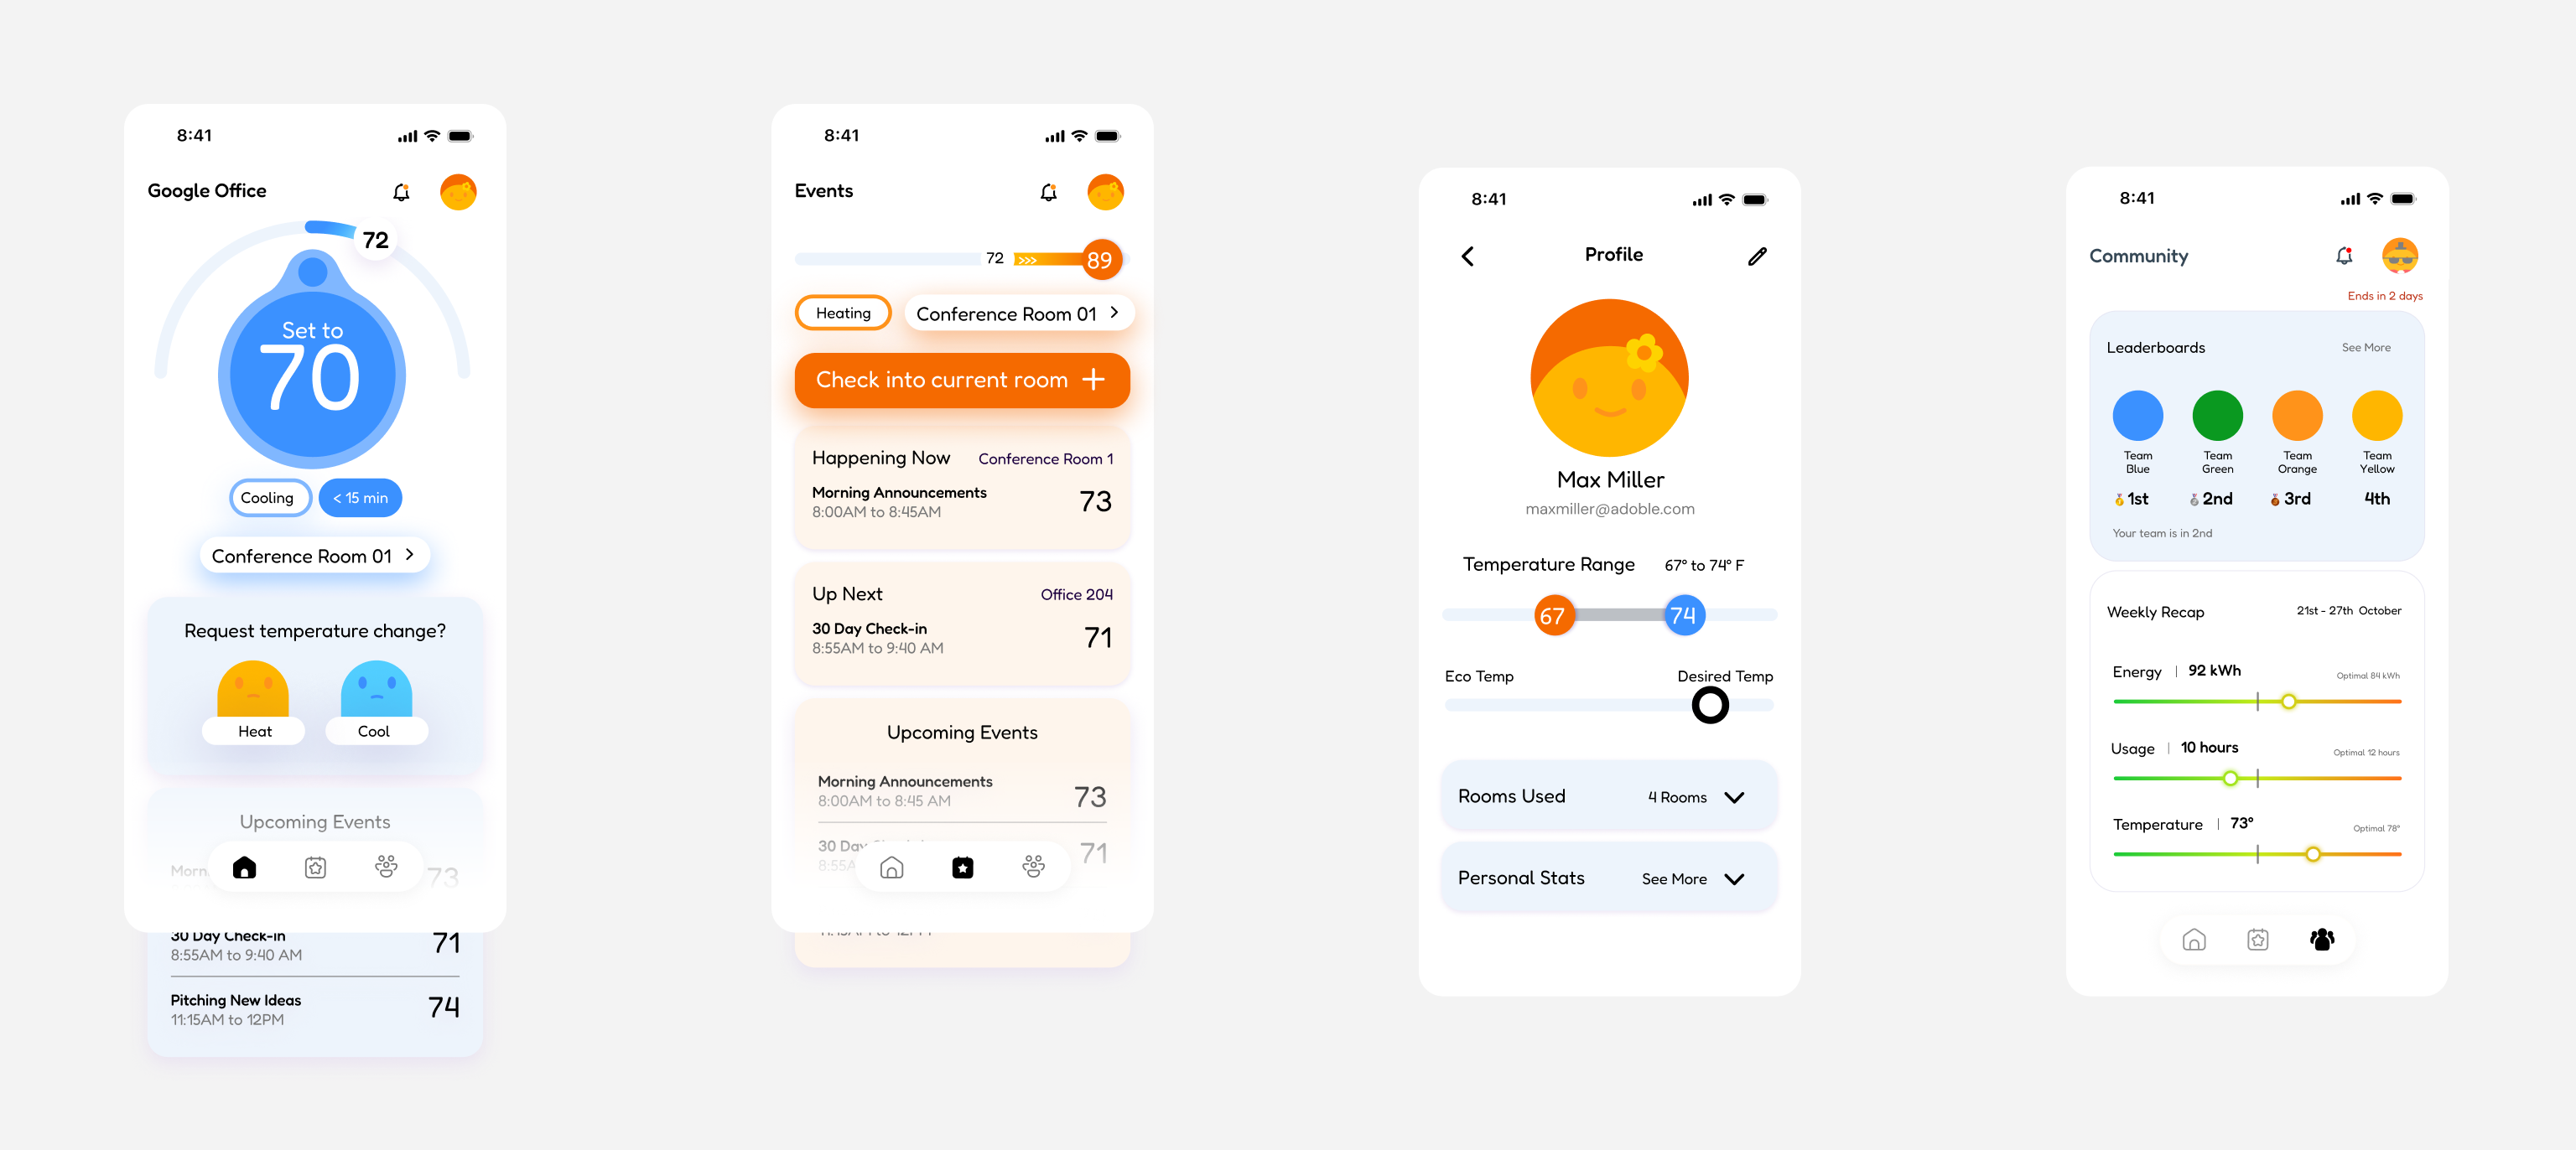 8:41
Google Office
72
Set to
70
Cooling
< 15 min
Conference Room 01
Request temperature change?
Heat
Cool
Upcoming Events
Morn
73
30 Day Check-in
8:55AM to 9:40 AM
71
Pitching New Ideas
11:15AM to 12PM
74
8:41
Events
72
>>>
89
Heating
Conference Room 01
Check into current room
Happening Now
Conference Room 1
Morning Announcements
8:00AM to 8:45AM
73
Up Next
Office 204
30 Day Check-in
8:55AM to 9:40 AM
71
Upcoming Events
Morning Announcements
8:00AM to 8:45 AM
73
30 Day
8:55A
71
8:41
Profile
Max Miller
maxmiller@adoble.com
Temperature Range
67° to 74° F
67
74
Eco Temp
Desired Temp
Rooms Used
4 Rooms
Personal Stats
See More
8:41
Community
Ends in 2 days
Leaderboards
See More
Team
Blue
Team
Green
Team
Orange
Team
Yellow
1st
2nd
3rd
4th
Your team is in 2nd
Weekly Recap
21st - 27th October
Energy | 92 kWh
Optimal 84 kWh
Usage | 10 hours
Optimal 12 hours
Temperature | 73°
Optimal 78°